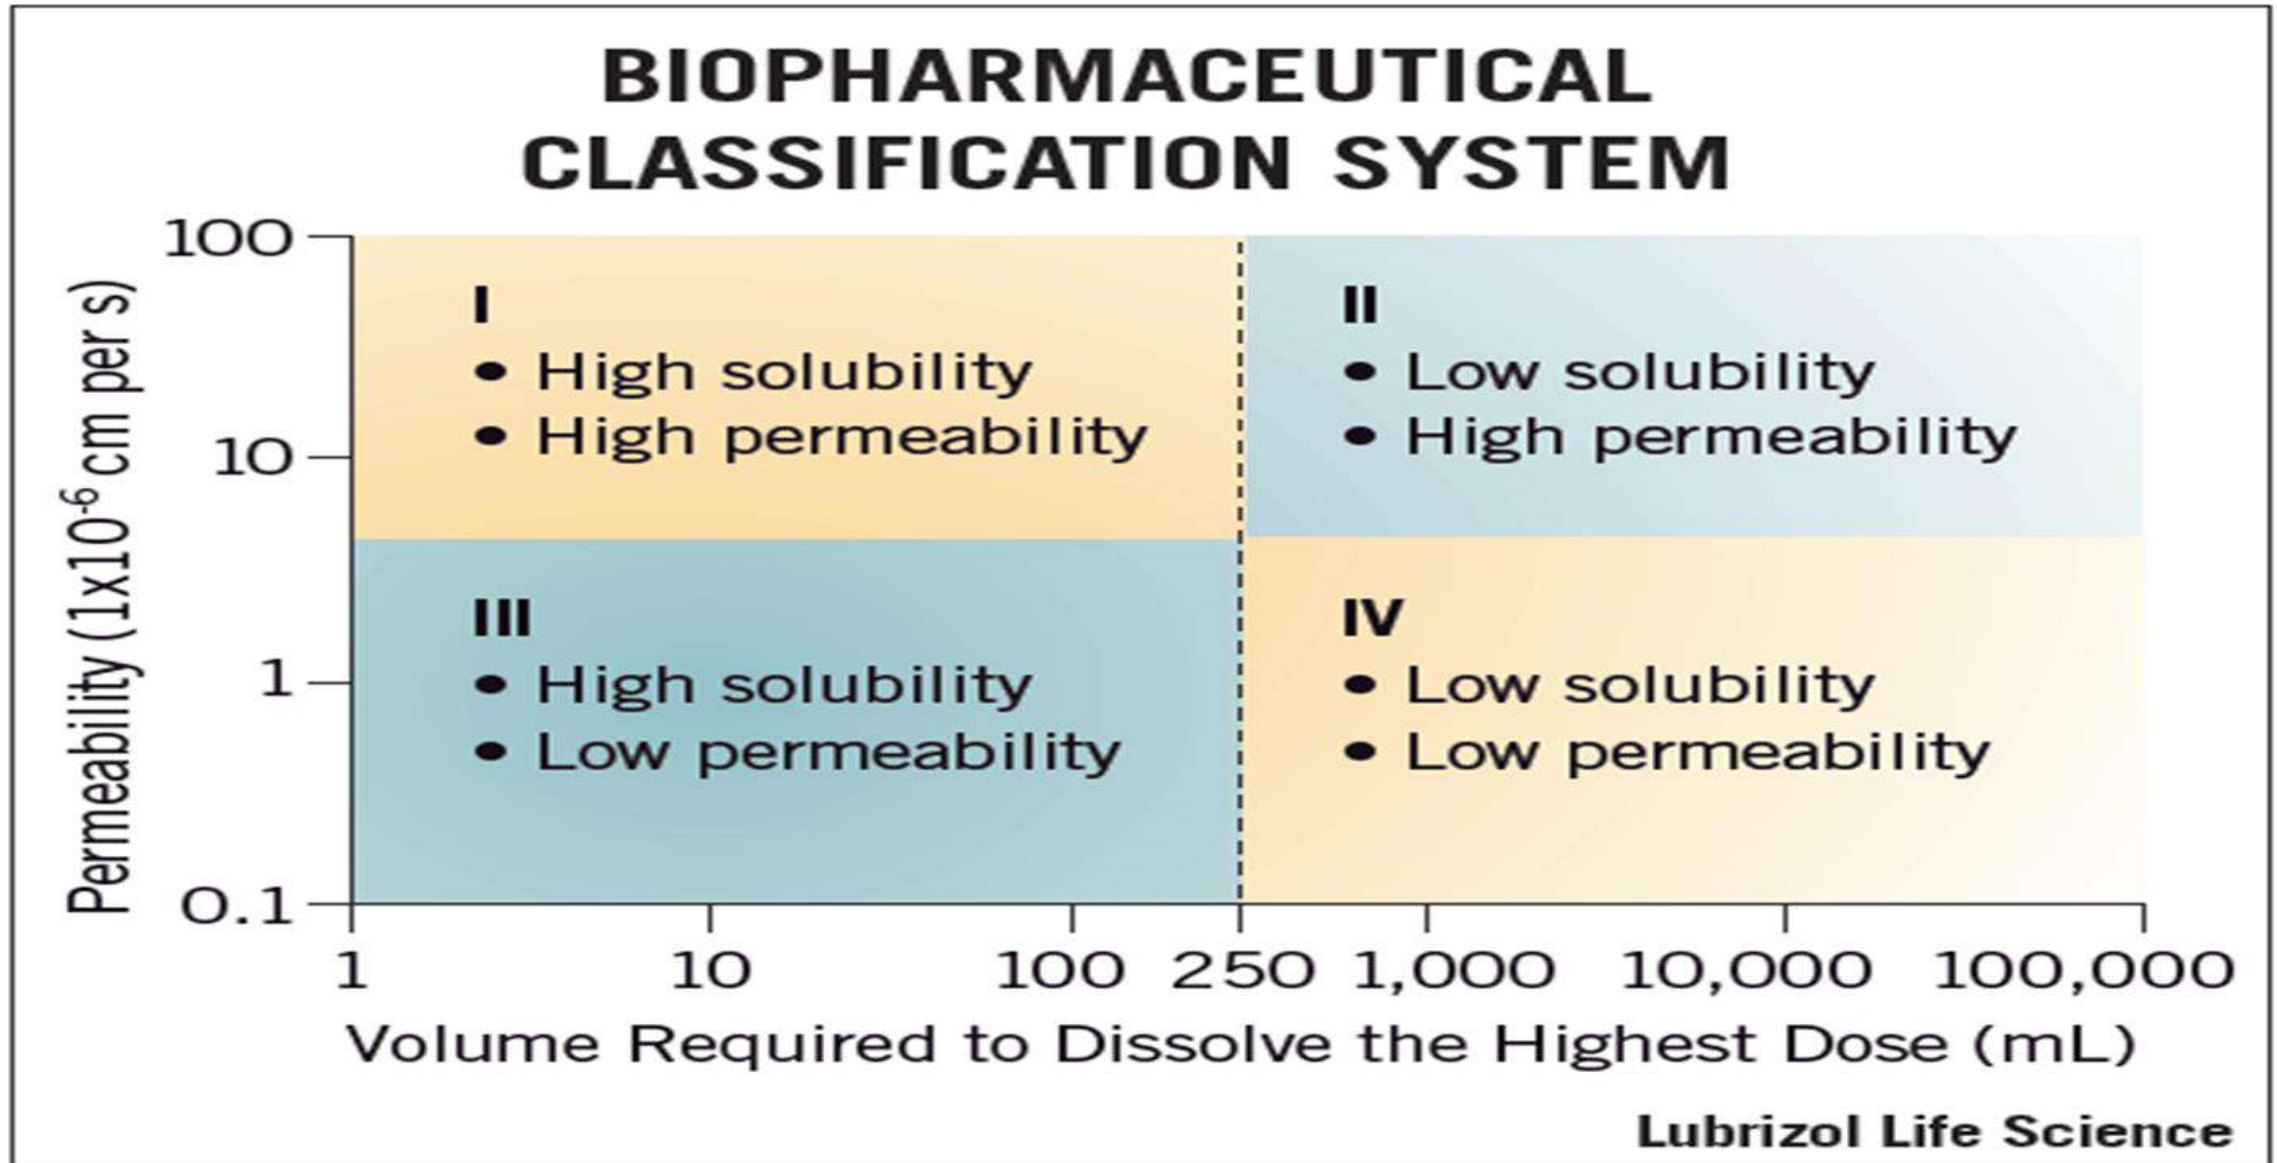 BIOPHARMACEUTICAL
CLASSIFICATION SYSTEM
Permeability (1x10⁻⁶ cm per s)
100
10
1
0.1
I
• High solubility
• High permeability
II
• Low solubility
• High permeability
III
• High solubility
• Low permeability
IV
• Low solubility
• Low permeability
1 10 100 250 1,000 10,000 100,000
Volume Required to Dissolve the Highest Dose (mL)
Lubrizol Life Science